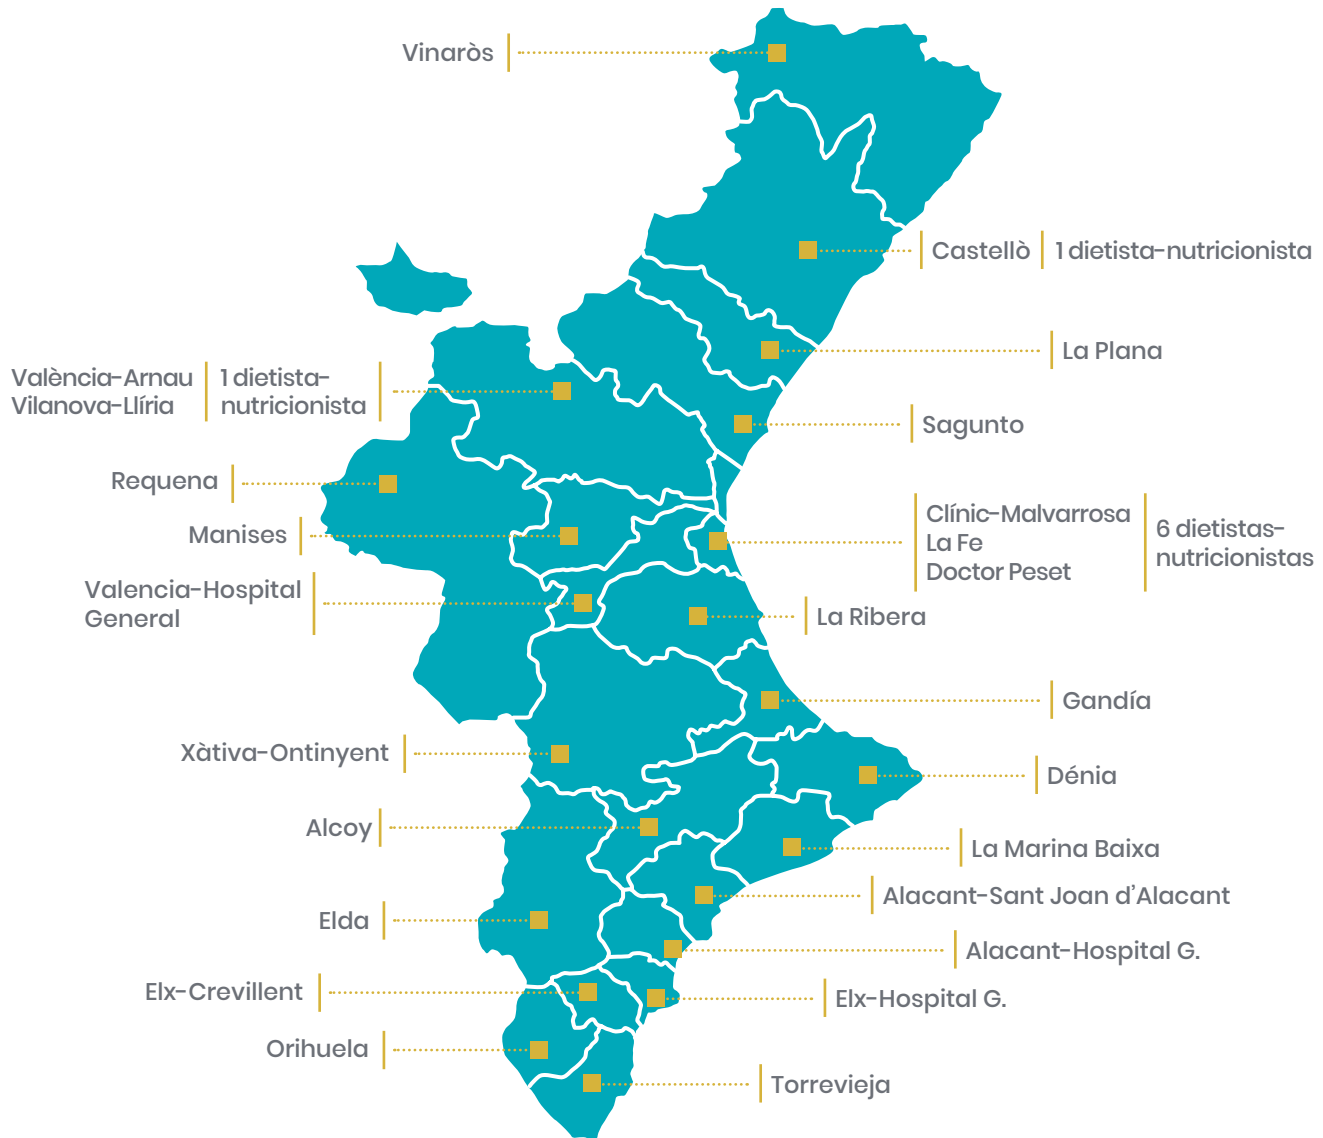 Vinaròs
Castellò
1 dietista-nutricionista
La Plana
València-Arnau
Vilanova-Llíria
1 dietista-
nutricionista
Sagunto
Requena
Manises
Clínic-Malvarrosa
La Fe
Doctor Peset
6 dietistas-
nutricionistas
Valencia-Hospital
General
La Ribera
Gandía
Xàtiva-Ontinyent
Dénia
Alcoy
La Marina Baixa
Alacant-Sant Joan d’Alacant
Elda
Alacant-Hospital G.
Elx-Crevillent
Elx-Hospital G.
Orihuela
Torrevieja